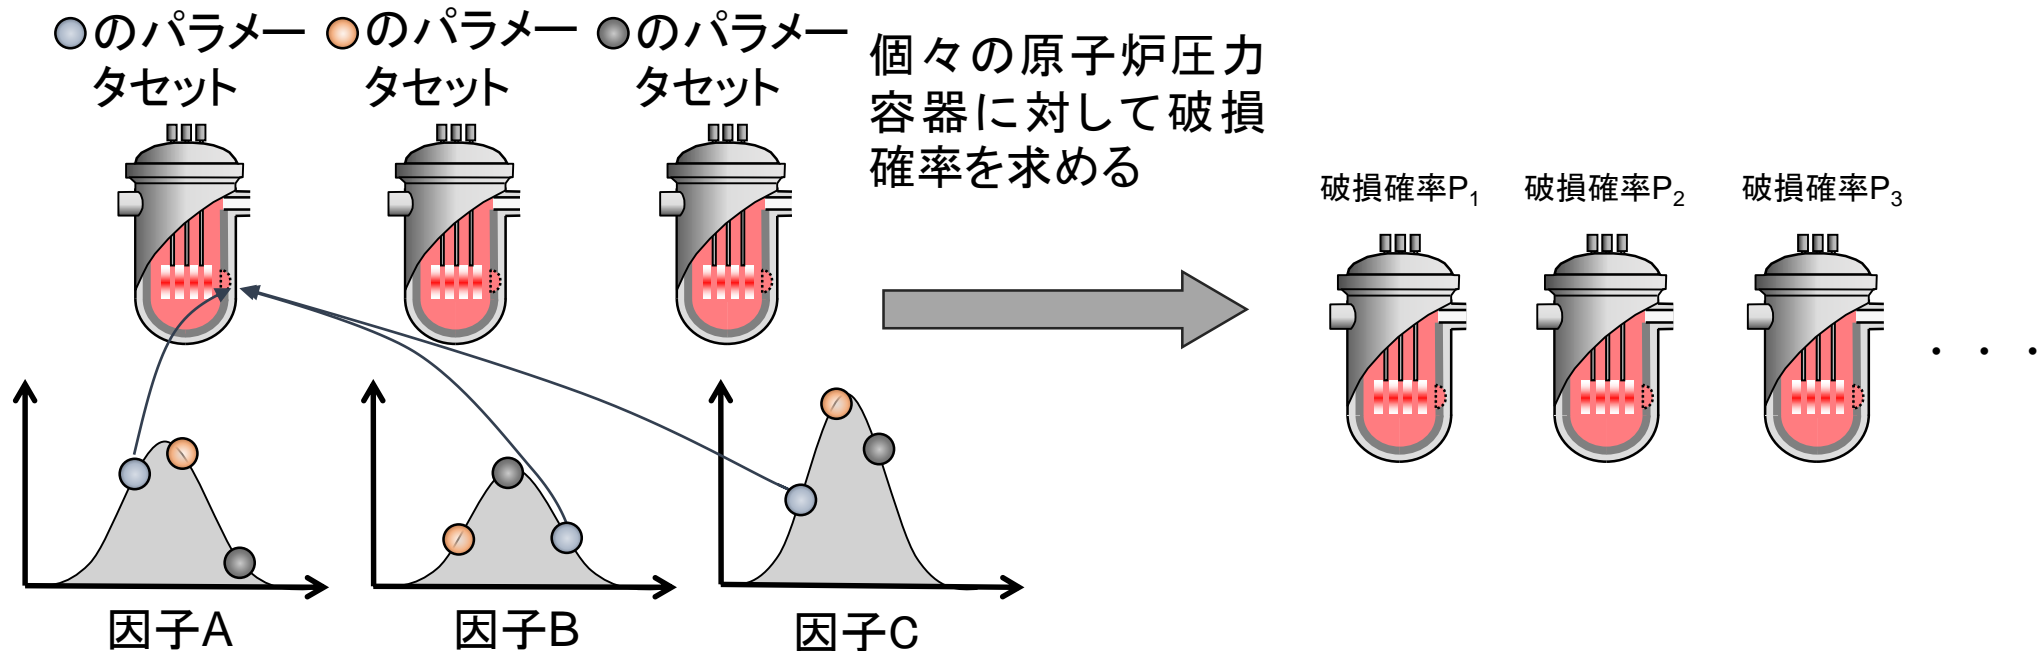 のパラメー
タセット
のパラメー
タセット
のパラメー
タセット
個々の原子炉圧力
容器に対して破損
確率を求める
破損確率P1
破損確率P2
破損確率P3
・・・
因子A
因子B
因子C